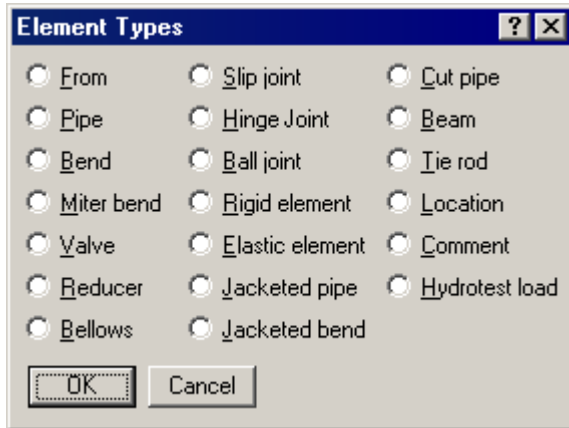 Element Types
From Slip joint Cut pipe
Pipe Hinge Joint Beam
Bend Ball joint Tie rod
Miter bend Rigid element Location
Valve Elastic element Comment
Reducer Jacketed pipe Hydrotest load
Bellows Jacketed bend
OK Cancel